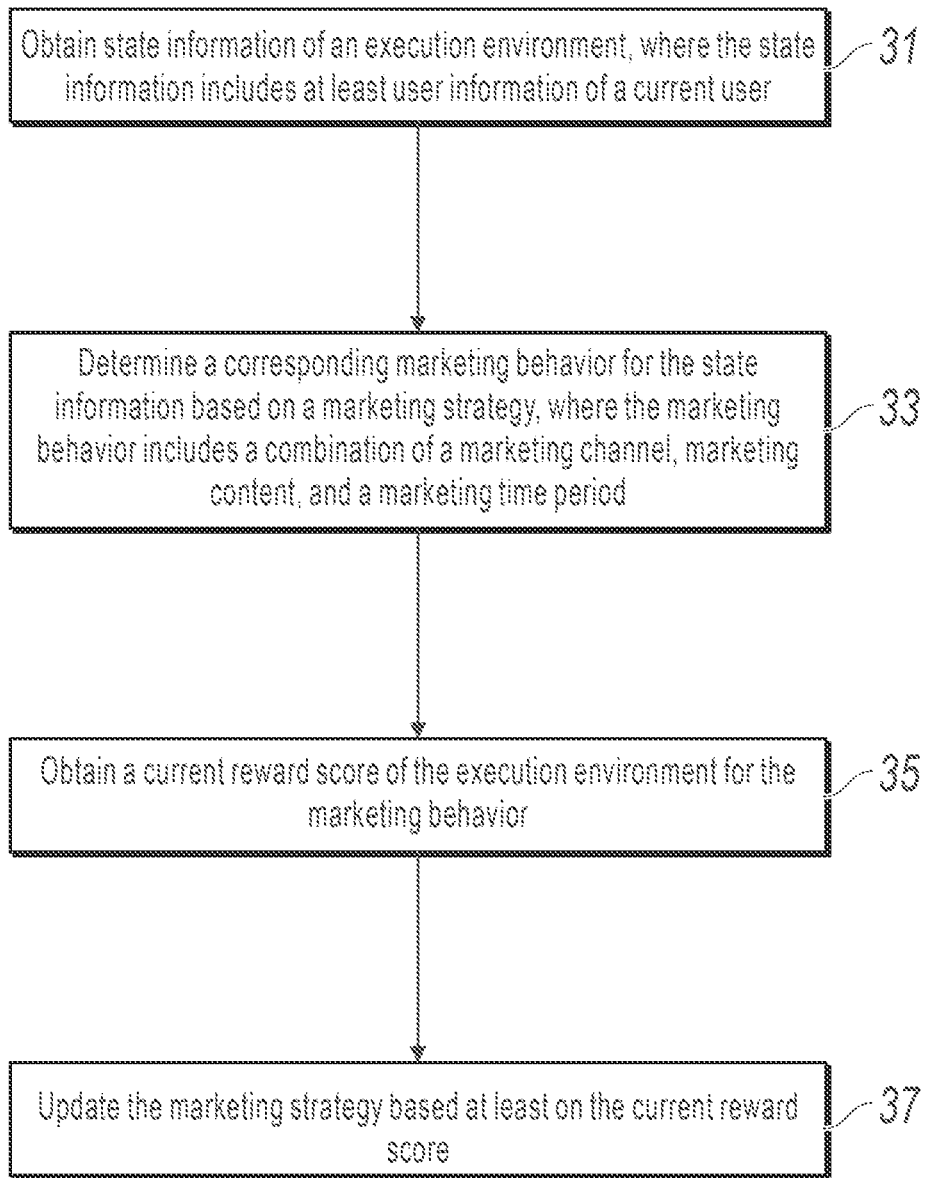 Obtain state information of an execution environment, where the state
information includes at least user information of a current user
31
Determine a corresponding marketing behavior for the state
information based on a marketing strategy, where the marketing
behavior includes a combination of a marketing channel, marketing
content, and a marketing time period
33
Obtain a current reward score of the execution environment for the
marketing behavior
35
Update the marketing strategy based at least on the current reward
score
37